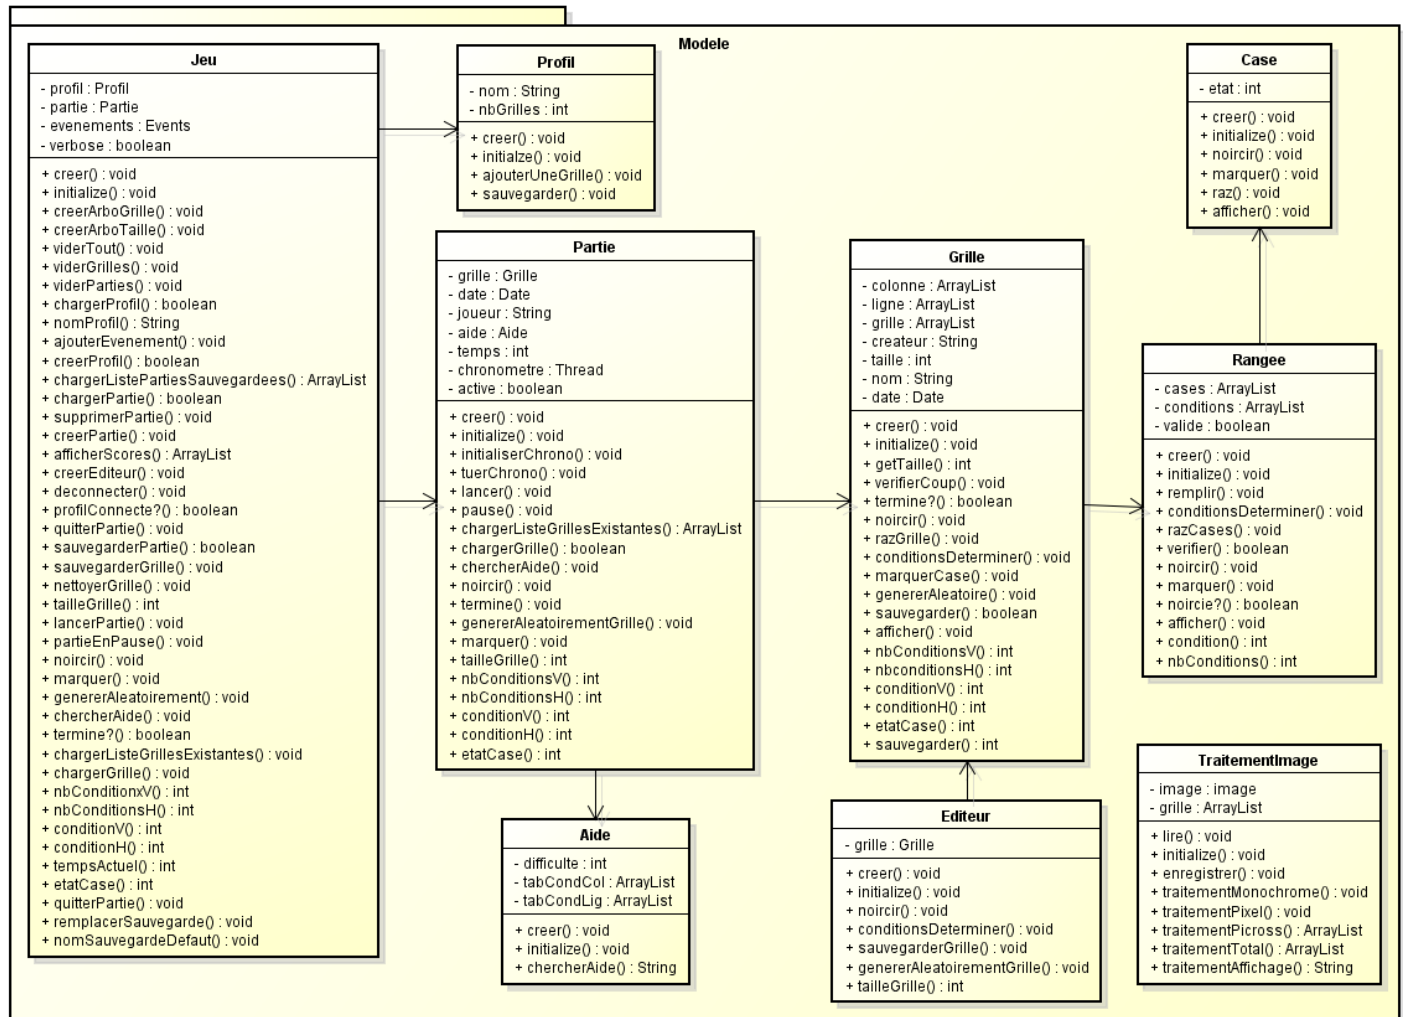 Modele
Jeu
- profil : Profil
- partie : Partie
- evenements : Events
- verbose : boolean
+ creer() : void
+ initialize() : void
+ creerArboGrille() : void
+ creerArboTaille() : void
+ viderTout() : void
+ viderGrilles() : void
+ viderParties() : void
+ chargerProfil() : boolean
+ nomProfil() : String
+ ajouterEvenement() : void
+ creerProfil() : boolean
+ chargerListePartiesSauvegardees() : ArrayList
+ chargerPartie() : boolean
+ supprimerPartie() : void
+ creerPartie() : void
+ afficherScores() : ArrayList
+ creerEditeur() : void
+ deconnecter() : void
+ profilConnecte?() : boolean
+ quitterPartie() : void
+ sauvegarderPartie() : boolean
+ sauvegarderGrille() : void
+ nettoyerGrille() : void
+ tailleGrille() : int
+ lancerPartie() : void
+ partieEnPause() : void
+ noircir() : void
+ marquer() : void
+ genererAleatoirement() : void
+ chercherAide() : void
+ termine?() : boolean
+ chargerListeGrillesExistantes() : void
+ chargerGrille() : void
+ nbConditionxV() : int
+ nbConditionsH() : int
+ conditionV() : int
+ conditionH() : int
+ tempsActuel() : int
+ etatCase() : int
+ quitterPartie() : void
+ remplacerSauvegarde() : void
+ nomSauvegardeDefaut() : void
Profil
- nom : String
- nbGrilles : int
+ creer() : void
+ initialze() : void
+ ajouterUneGrille() : void
+ sauvegarder() : void
Partie
- grille : Grille
- date : Date
- joueur : String
- aide : Aide
- temps : int
- chronometre : Thread
- active : boolean
+ creer() : void
+ initialize() : void
+ initialiserChrono() : void
+ tuerChrono() : void
+ lancer() : void
+ pause() : void
+ chargerListeGrillesExistantes() : ArrayList
+ chargerGrille() : boolean
+ chercherAide() : void
+ noircir() : void
+ termine() : void
+ genererAleatoirementGrille() : void
+ marquer() : void
+ tailleGrille() : int
+ nbConditionsV() : int
+ nbConditionsH() : int
+ conditionV() : int
+ conditionH() : int
+ etatCase() : int
Aide
- difficulte : int
- tabCondCol : ArrayList
- tabCondLig : ArrayList
+ creer() : void
+ initialize() : void
+ chercherAide() : String
Grille
- colonne : ArrayList
- ligne : ArrayList
- grille : ArrayList
- createur : String
- taille : int
- nom : String
- date : Date
+ creer() : void
+ initialize() : void
+ getTaille() : int
+ verifierCoup() : void
+ termine?() : boolean
+ noircir() : void
+ razGrille() : void
+ conditionsDeterminer() : void
+ marquerCase() : void
+ genererAleatoire() : void
+ sauvegarder() : boolean
+ afficher() : void
+ nbConditionsV() : int
+ nbconditionsH() : int
+ conditionV() : int
+ conditionH() : int
+ etatCase() : int
+ sauvegarder() : int
Editeur
- grille : Grille
+ creer() : void
+ initialize() : void
+ noircir() : void
+ conditionsDeterminer() : void
+ sauvegarderGrille() : void
+ genererAleatoirementGrille() : void
+ tailleGrille() : int
Case
- etat : int
+ creer() : void
+ initialize() : void
+ noircir() : void
+ marquer() : void
+ raz() : void
+ afficher() : void
Rangee
- cases : ArrayList
- conditions : ArrayList
- valide : boolean
+ creer() : void
+ initialize() : void
+ remplir() : void
+ conditionsDeterminer() : void
+ razCases() : void
+ verifier() : boolean
+ noircir() : void
+ marquer() : void
+ noircie?() : boolean
+ afficher() : void
+ condition() : int
+ nbConditions() : int
TraitementImage
- image : image
- grille : ArrayList
+ lire() : void
+ initialize() : void
+ enregistrer() : void
+ traitementMonochrome() : void
+ traitementPixel() : void
+ traitementPicross() : ArrayList
+ traitementTotal() : ArrayList
+ traitementAffichage() : String